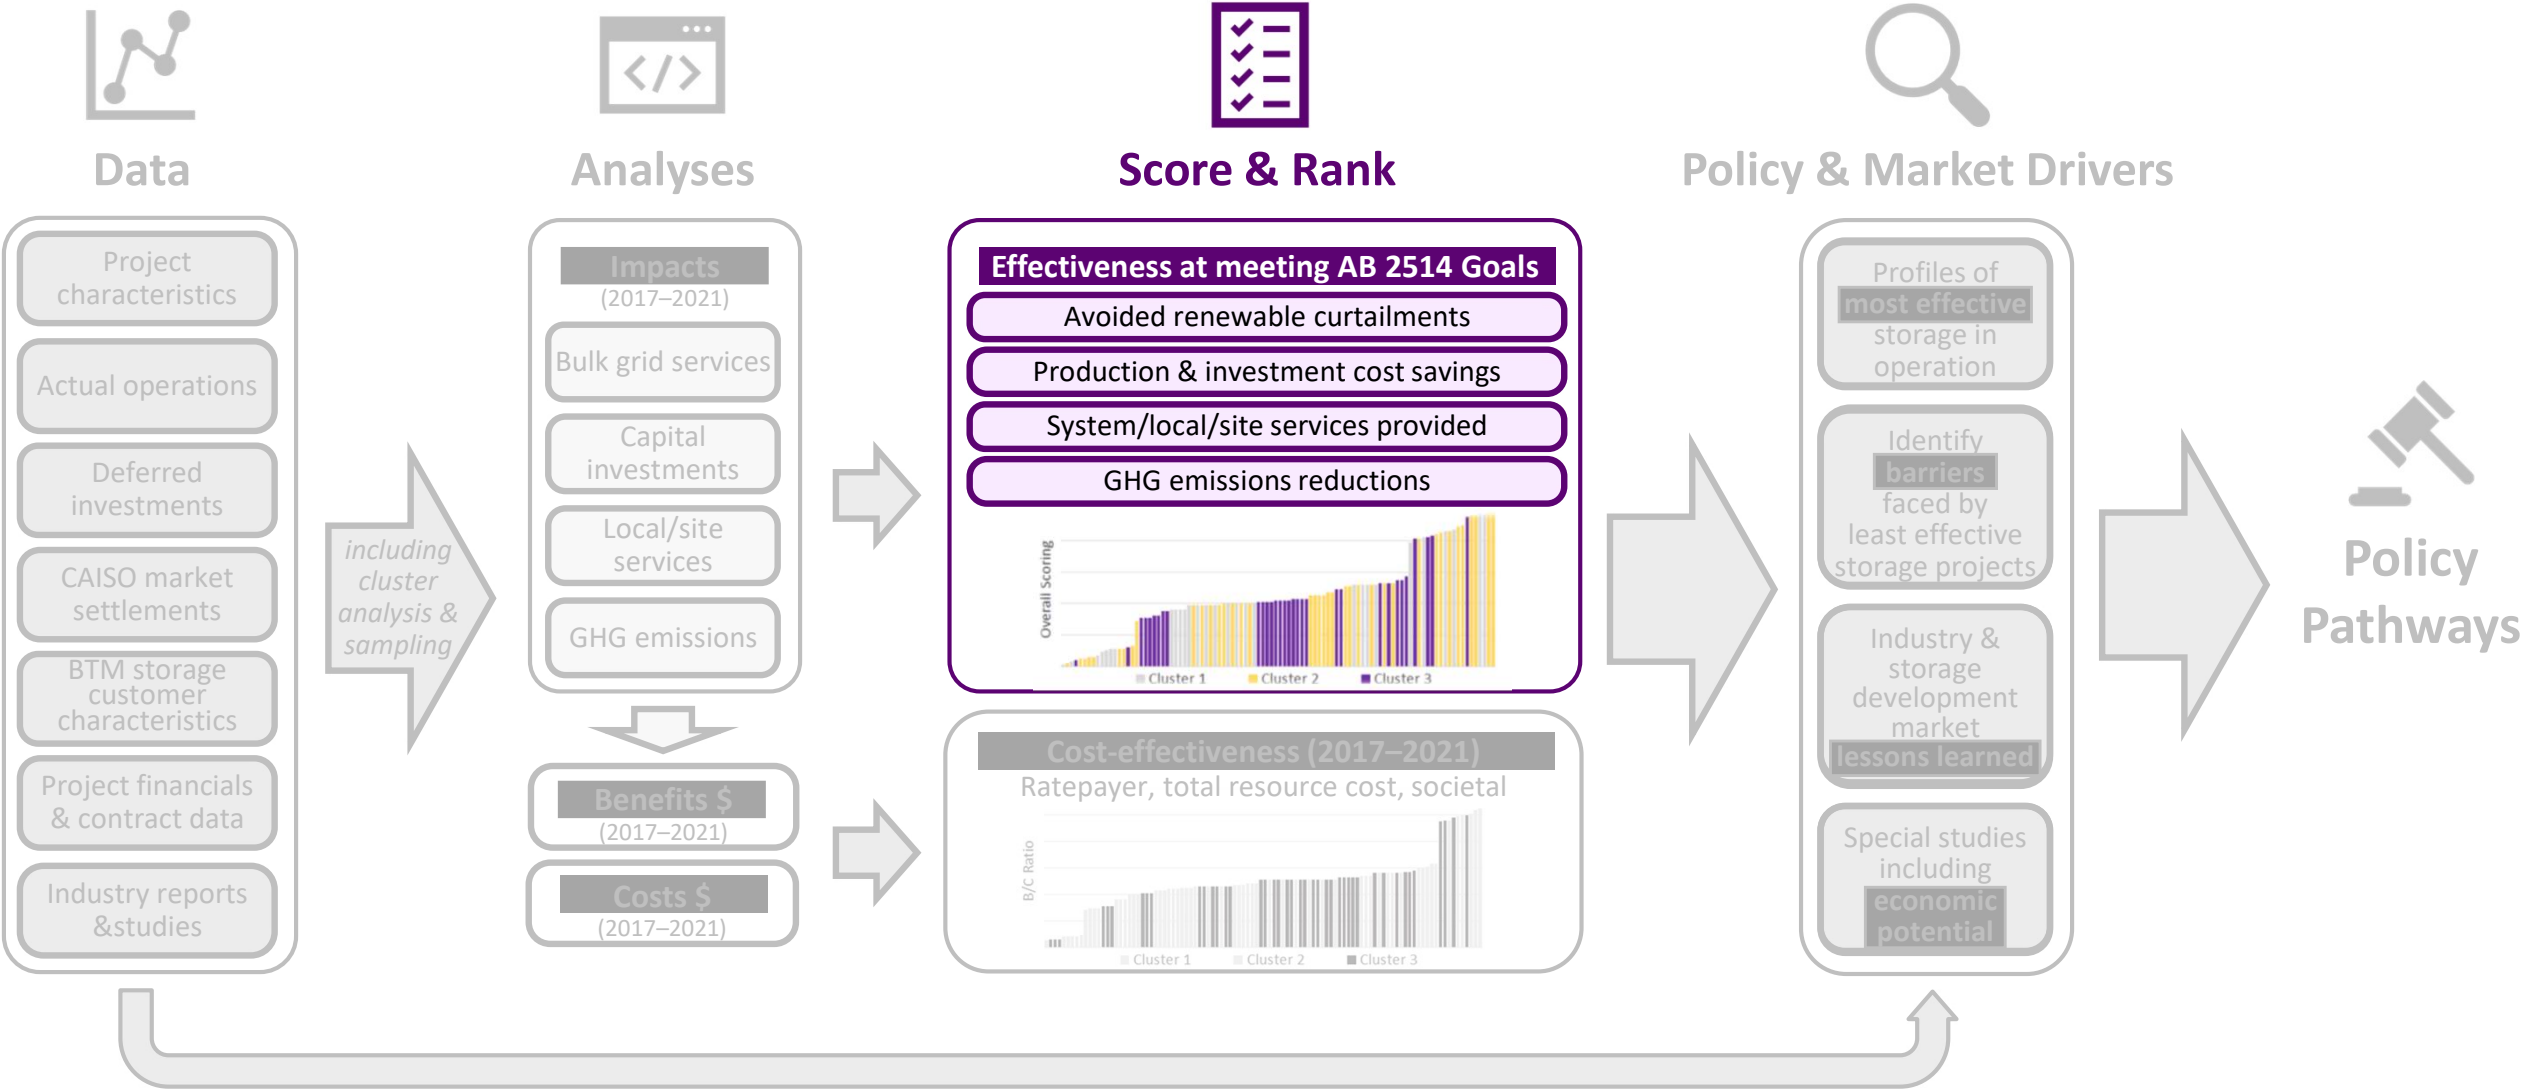 Data
Project
characteristics
Actual operations
Deferred
investments
CAISO market
settlements
BTM storage
customer
characteristics
Project financials
& contract data
Industry reports
&studies
including
cluster
analysis &
sampling
</>
Analyses
Impacts
(2017–2021)
Bulk grid services
Capital
investments
Local/site
services
GHG emissions
Benefits $
(2017–2021)
Costs $
(2017–2021)
Score & Rank
Effectiveness at meeting AB 2514 Goals
Avoided renewable curtailments
Production & investment cost savings
System/local/site services provided
GHG emissions reductions
Overall Scoring
Cluster 1 Cluster 2 Cluster 3
Cost-effectiveness (2017–2021)
Ratepayer, total resource cost, societal
B/C Ratio
Cluster 1 Cluster 2 Cluster 3
Policy & Market Drivers
Profiles of
most effective
storage in
operation
Identify
barriers
faced by
least effective
storage projects
Industry &
storage
development
market
lessons learned
Special studies
including
economic
potential
Policy
Pathways